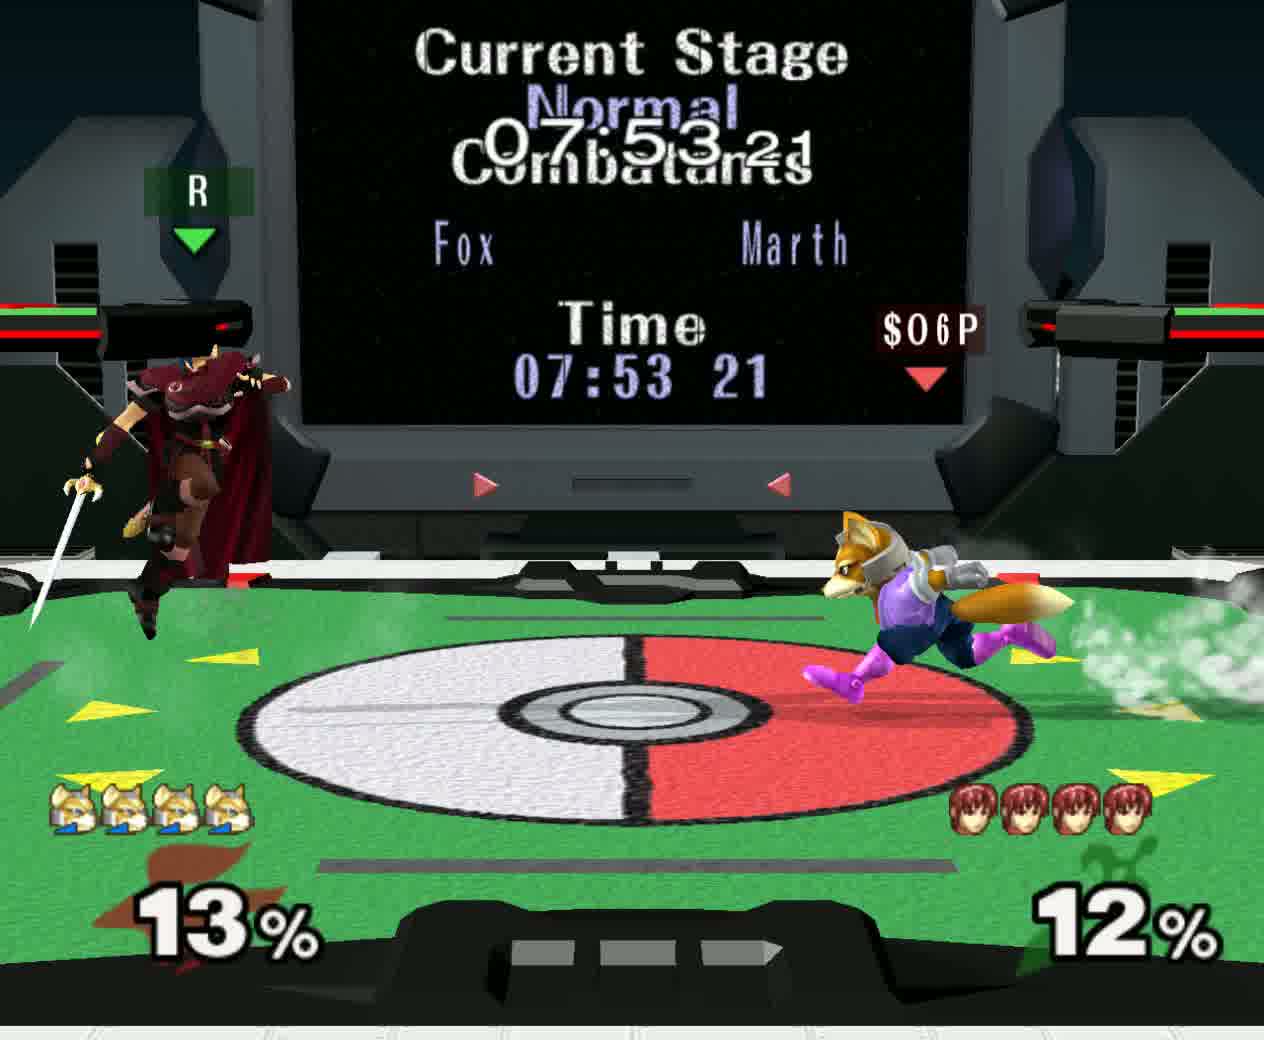 Current Stage
Normal
07:53 21
Combatants
R
Fox Marth
Time
$06P
07:53 21
13% 12%